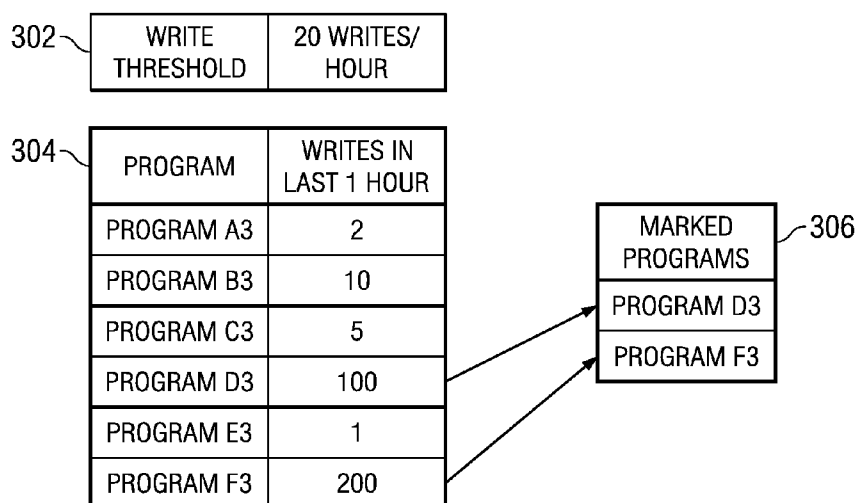 302
WRITE THRESHOLD 20 WRITES/ HOUR
304
PROGRAM WRITES IN LAST 1 HOUR
PROGRAM A3 2
PROGRAM B3 10
PROGRAM C3 5
PROGRAM D3 100
PROGRAM E3 1
PROGRAM F3 200
MARKED PROGRAMS
306
PROGRAM D3
PROGRAM F3